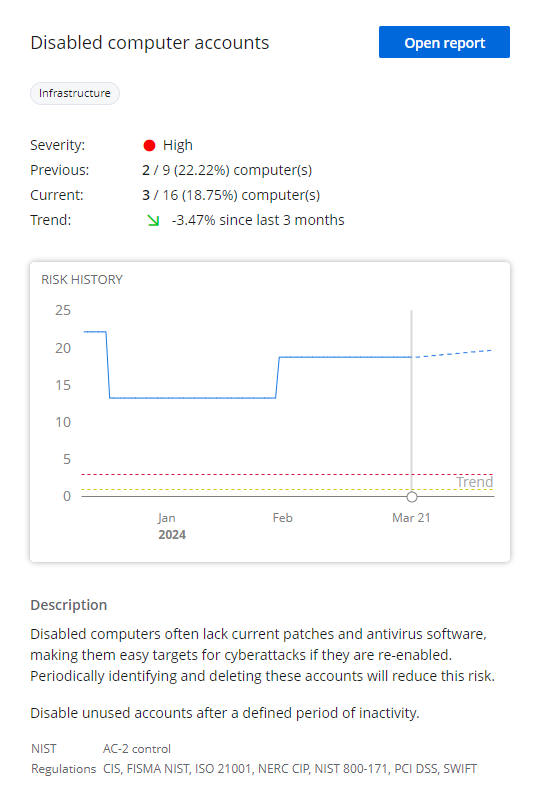 Disabled computer accounts
Open report
Infrastructure
Severity: High
Previous: 2 / 9 (22.22%) computer(s)
Current: 3 / 16 (18.75%) computer(s)
Trend: -3.47% since last 3 months
RISK HISTORY
25
20
15
10
5
0
Trend
Jan Feb Mar 21
2024
Description
Disabled computers often lack current patches and antivirus software,
making them easy targets for cyberattacks if they are re-enabled.
Periodically identifying and deleting these accounts will reduce this risk.
Disable unused accounts after a defined period of inactivity.
NIST AC-2 control
Regulations CIS, FISMA NIST, ISO 21001, NERC CIP, NIST 800-171, PCI DSS, SWIFT